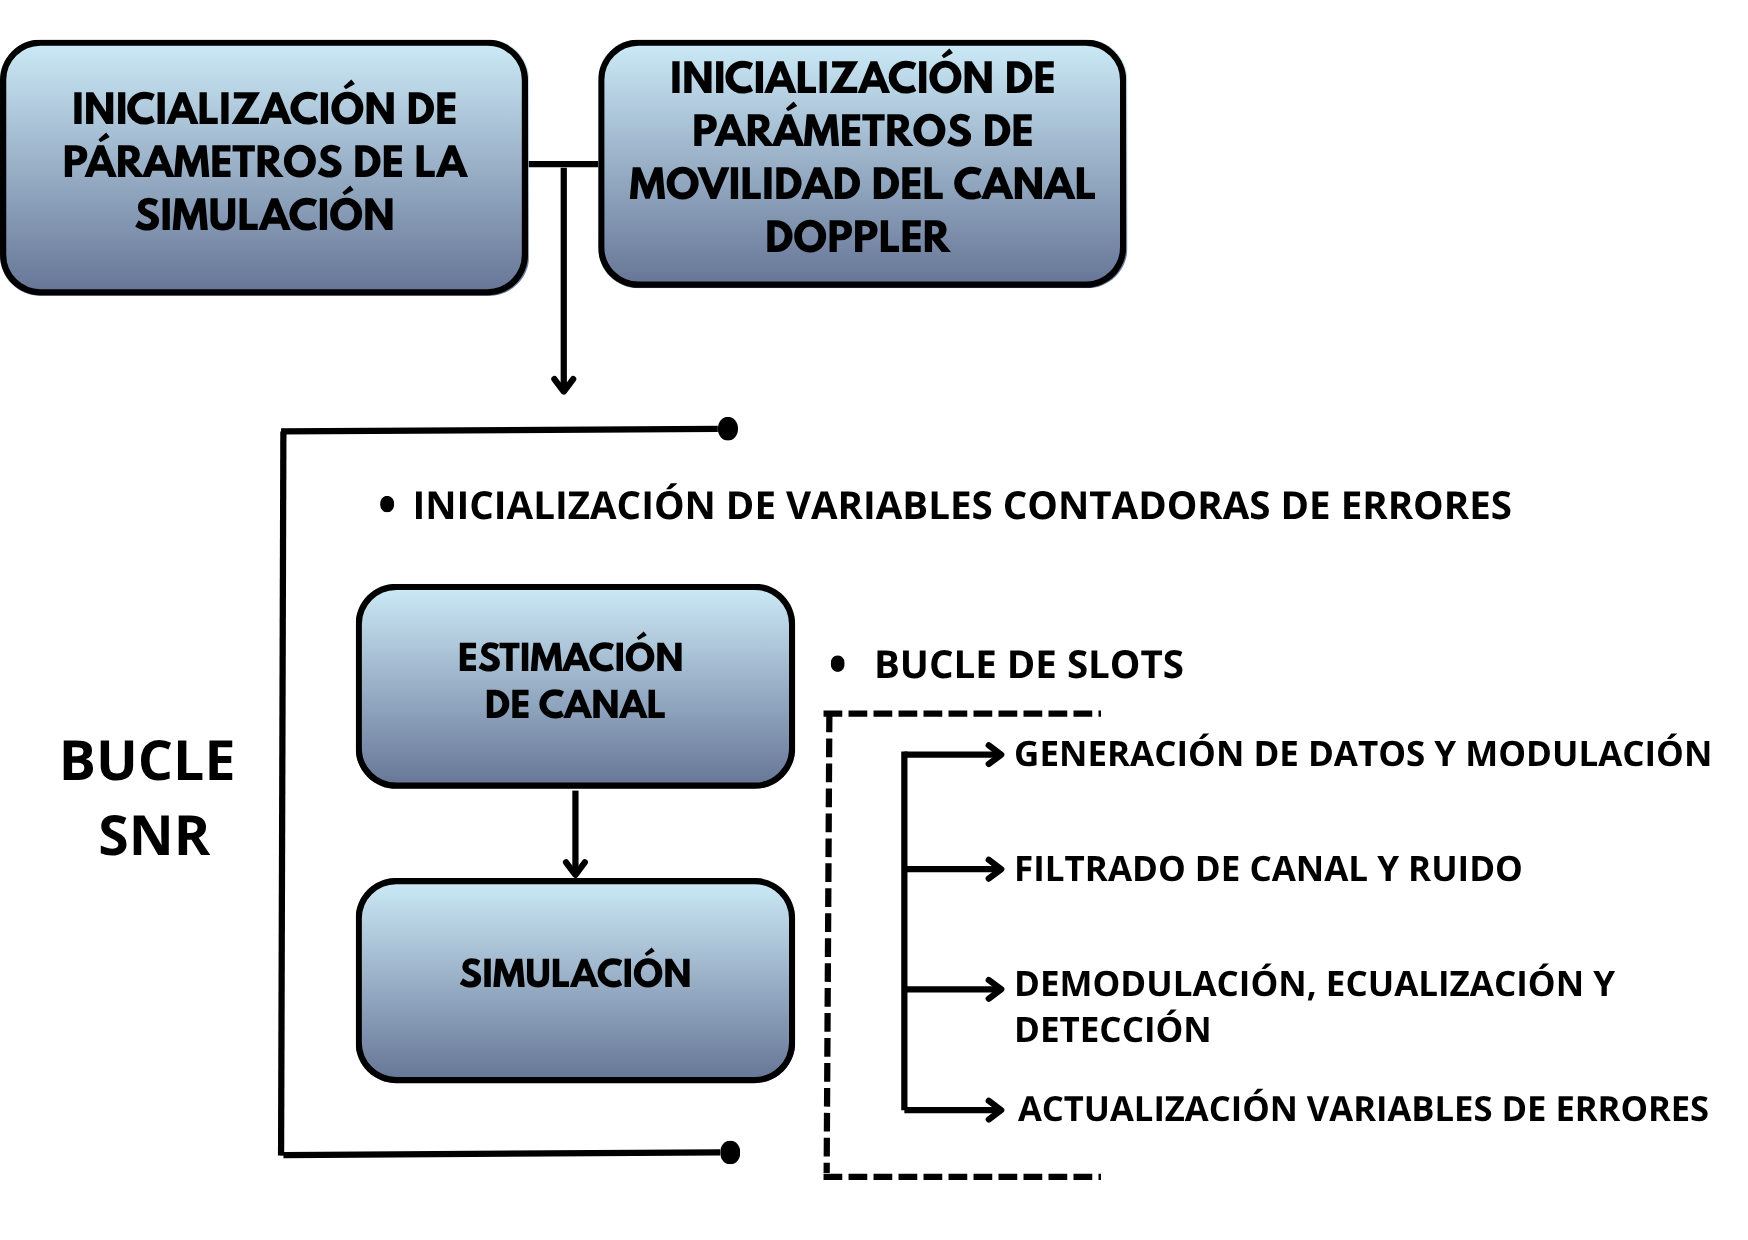 INICIALIZACIÓN DE
PÁRAMETROS DE LA
SIMULACIÓN
INICIALIZACIÓN DE
PARÁMETROS DE
MOVILIDAD DEL CANAL
DOPPLER
• INICIALIZACIÓN DE VARIABLES CONTADORAS DE ERRORES
ESTIMACIÓN
DE CANAL
• BUCLE DE SLOTS
GENERACIÓN DE DATOS Y MODULACIÓN
BUCLE
SNR
FILTRADO DE CANAL Y RUIDO
SIMULACIÓN
DEMODULACIÓN, ECUALIZACIÓN Y
DETECCIÓN
ACTUALIZACIÓN VARIABLES DE ERRORES